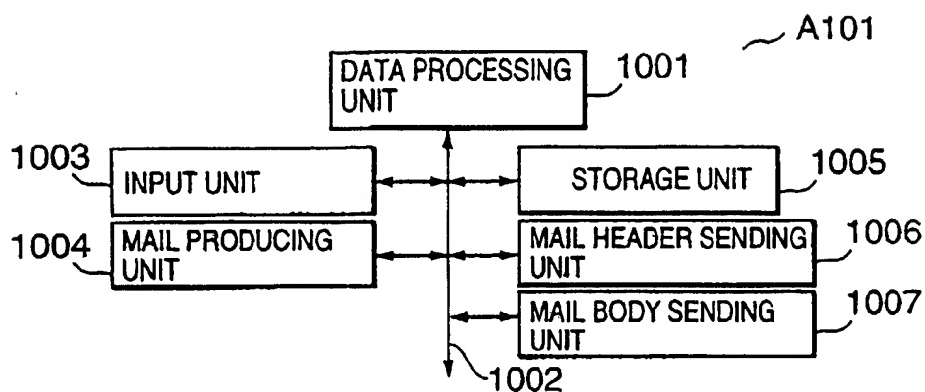 A101
DATA PROCESSING
UNIT
1001
1003
INPUT UNIT
STORAGE UNIT
1005
1004
MAIL PRODUCING
UNIT
MAIL HEADER SENDING
UNIT
1006
MAIL BODY SENDING
UNIT
1007
1002